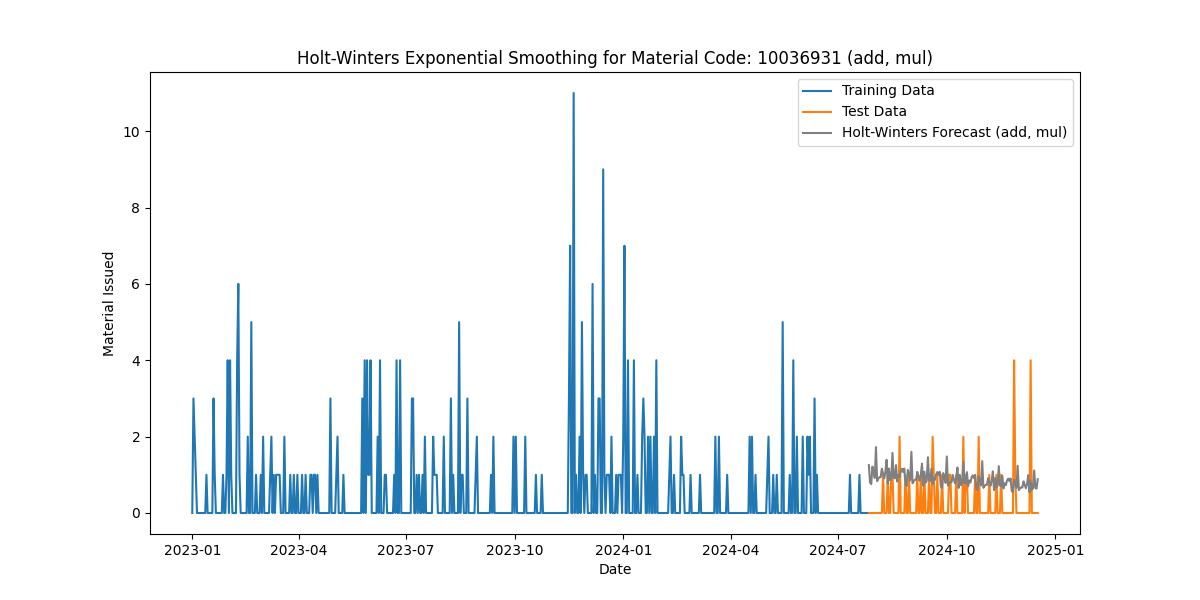 Holt-Winters Exponential Smoothing for Material Code: 10036931 (add, mul)
Training Data
Test Data
Holt-Winters Forecast (add, mul)
Material Issued
10
8
6
4
2
0
2023-01 2023-04 2023-07 2023-10 2024-01 2024-04 2024-07 2024-10 2025-01
Date